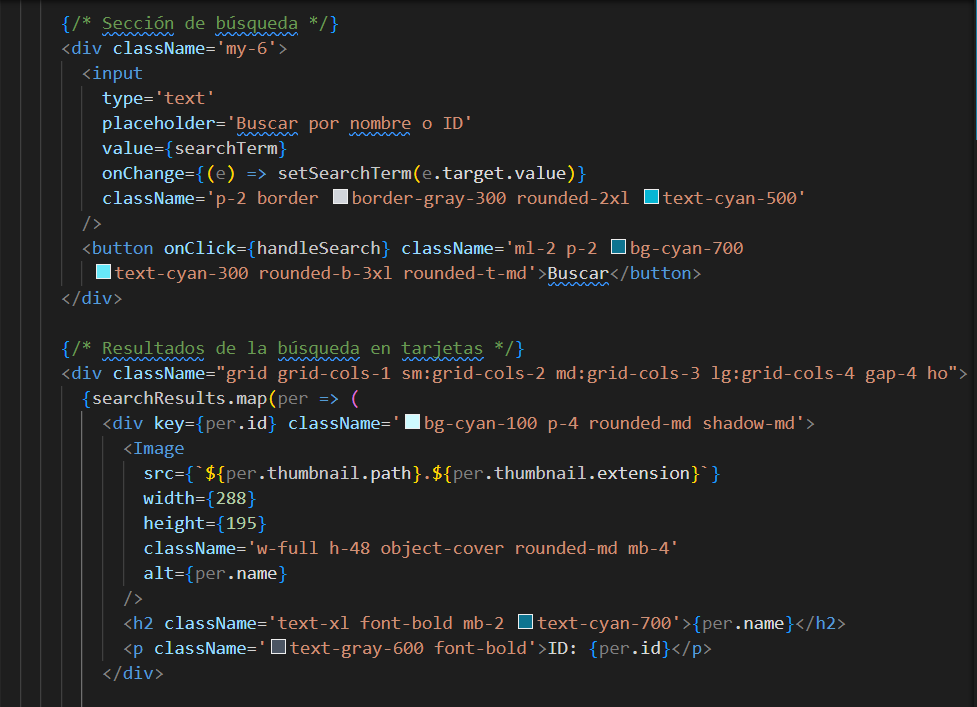 {/* Sección de búsqueda */}
<div className='my-6'>
<input
type='text'
placeholder='Buscar por nombre o ID'
value={searchTerm}
onChange={(e) => setSearchTerm(e.target.value)}
className='p-2 border border-gray-300 rounded-2xl text-cyan-500'
/>
<button onClick={handleSearch} className='ml-2 p-2 bg-cyan-700
text-cyan-300 rounded-b-3xl rounded-t-md'>Buscar</button>
</div>
{/* Resultados de la búsqueda en tarjetas */}
<div className="grid grid-cols-1 sm:grid-cols-2 md:grid-cols-3 lg:grid-cols-4 gap-4 ho">
{searchResults.map(per => (
<div key={per.id} className='bg-cyan-100 p-4 rounded-md shadow-md'>
<Image
src={`${per.thumbnail.path}.${per.thumbnail.extension}`}
width={288}
height={195}
className='w-full h-48 object-cover rounded-md mb-4'
alt={per.name}
/>
<h2 className='text-xl font-bold mb-2 text-cyan-700'>{per.name}</h2>
<p className='text-gray-600 font-bold'>ID: {per.id}</p>
</div>